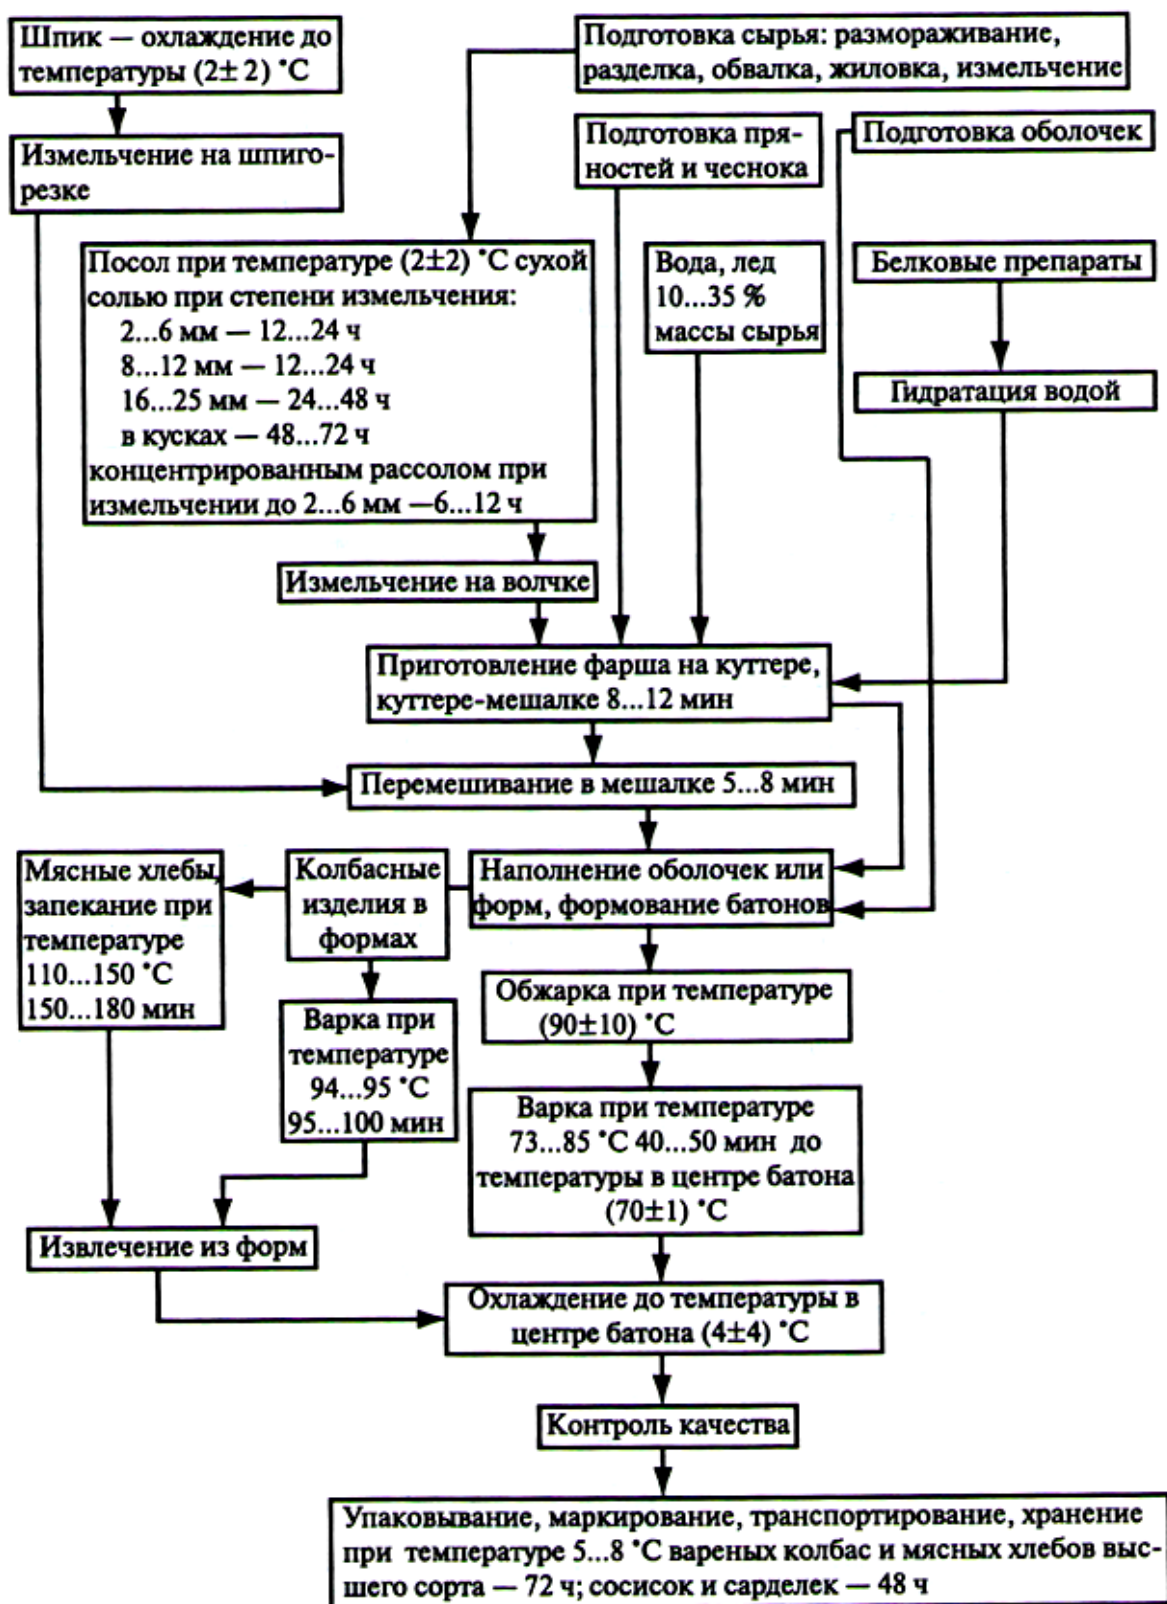 Шпик — охлаждение до
температуры (2± 2) °С
Подготовка сырья: размораживание,
разделка, обвалка, жиловка, измельчение
Измельчение на шпиго-
резке
Подготовка пря-
ностей и чеснока
Подготовка оболочек
Посол при температуре (2±2) °С сухой
солью при степени измельчения:
2...6 мм — 12...24 ч
8...12 мм — 12...24 ч
16...25 мм — 24...48 ч
в кусках — 48...72 ч
концентрированным рассолом при
измельчении до 2...6 мм —6...12 ч
Вода, лед
10...35 %
массы сырья
Белковые препараты
Гидратация водой
Измельчение на волчке
Приготовление фарша на куттере,
куттере-мешалке 8...12 мин
Перемешивание в мешалке 5...8 мин
Мясные хлебы,
запекание при
температуре
110...150 °С
150...180 мин
Колбасные
изделия в
формах
Наполнение оболочек или
форм, формование батонов
Обжарка при температуре
(90±10) °С
Варка при
температуре
94...95 °С
95...100 мин
Варка при температуре
73...85 °С 40...50 мин до
температуры в центре батона
(70±1) °С
Извлечение из форм
Охлаждение до температуры в
центре батона (4±4) °С
Контроль качества
Упаковывание, маркирование, транспортирование, хранение
при температуре 5...8 °С вареных колбас и мясных хлебов выс-
шего сорта — 72 ч; сосисок и сарделек — 48 ч